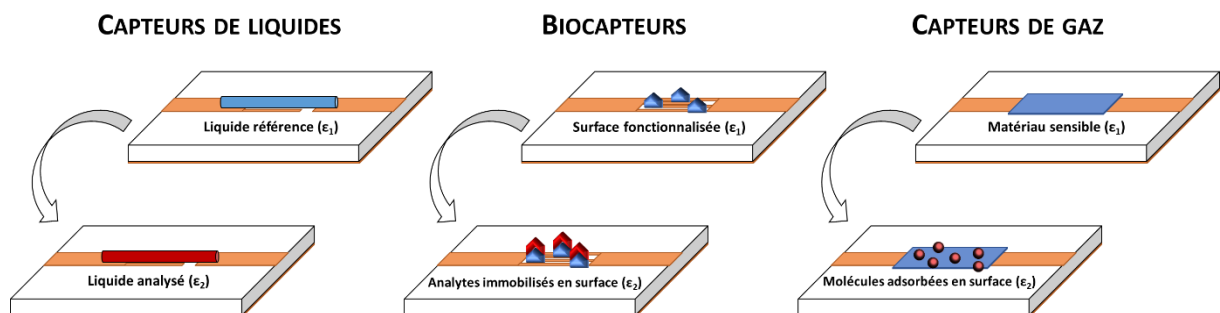 CAPTEURS DE LIQUIDES
BIOCAPTEURS
CAPTEURS DE GAZ
Liquide référence (ε₁)
Surface fonctionnalisée (ε₁)
Matériau sensible (ε₁)
Liquide analysé (ε₂)
Analytes immobilisés en surface (ε₂)
Molécules adsorbées en surface (ε₂)